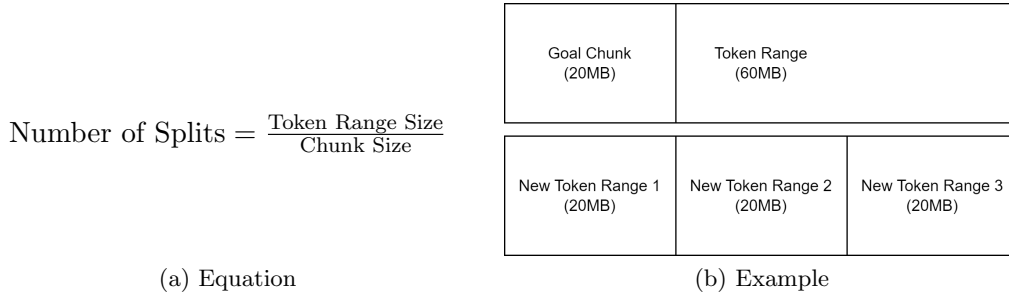 Number of Splits = Token Range Size / Chunk Size
(a) Equation
Goal Chunk
(20MB)
Token Range
(60MB)
New Token Range 1
(20MB)
New Token Range 2
(20MB)
New Token Range 3
(20MB)
(b) Example